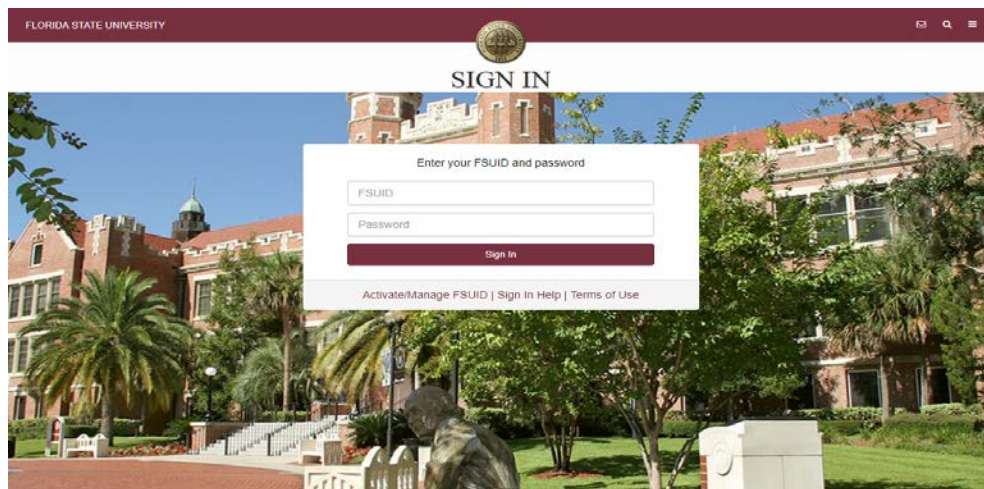 FLORIDA STATE UNIVERSITY
SIGN IN
Enter your FSUID and password
FSUID
Password
Sign In
Activate/Manage FSUID | Sign In Help | Terms of Use